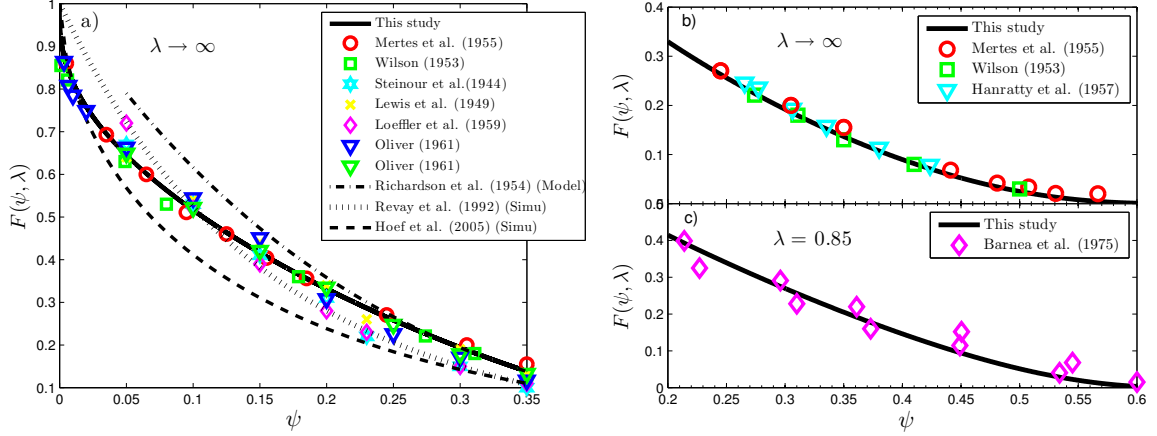 a)
λ → ∞
This study
Mertes et al. (1955)
Wilson (1953)
Steinour et al.(1944)
Lewis et al. (1949)
Loeffler et al. (1959)
Oliver (1961)
Oliver (1961)
Richardson et al. (1954) (Model)
Revay et al. (1992) (Simu)
Hoef et al. (2005) (Simu)
F(ψ, λ)
1
0.9
0.8
0.7
0.6
0.5
0.4
0.3
0.2
0.1
0 0.05 0.1 0.15 0.2 0.25 0.3 0.35
ψ
b)
λ → ∞
This study
Mertes et al. (1955)
Wilson (1953)
Hanratty et al. (1957)
F(ψ, λ)
0.4
0.3
0.2
0.1
0
0.5
c)
λ = 0.85
This study
Barnea et al. (1975)
F(ψ, λ)
0.4
0.3
0.2
0.1
0
0.2 0.25 0.3 0.35 0.4 0.45 0.5 0.55 0.6
ψ